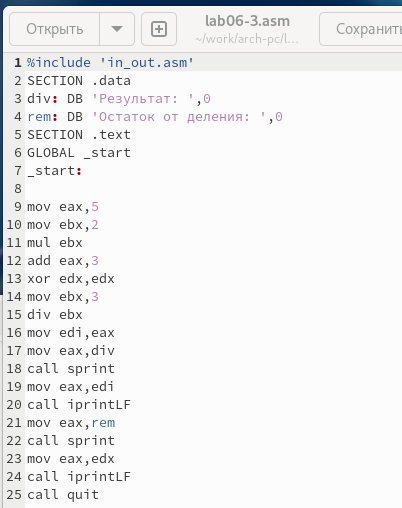 Открыть
lab06-3.asm
~/work/arch-pc/l...
Сохранить
1 %include 'in_out.asm'
2 SECTION .data
3 div: DB 'Результат: ',0
4 rem: DB 'Остаток от деления: ',0
5 SECTION .text
6 GLOBAL _start
7 _start:
8
9 mov eax,5
10 mov ebx,2
11 mul ebx
12 add eax,3
13 xor edx,edx
14 mov ebx,3
15 div ebx
16 mov edi,eax
17 mov eax,div
18 call sprint
19 mov eax,edi
20 call iprintLF
21 mov eax,rem
22 call sprint
23 mov eax,edx
24 call iprintLF
25 call quit